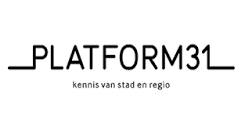 PLATFORM31
kennis van stad en regio